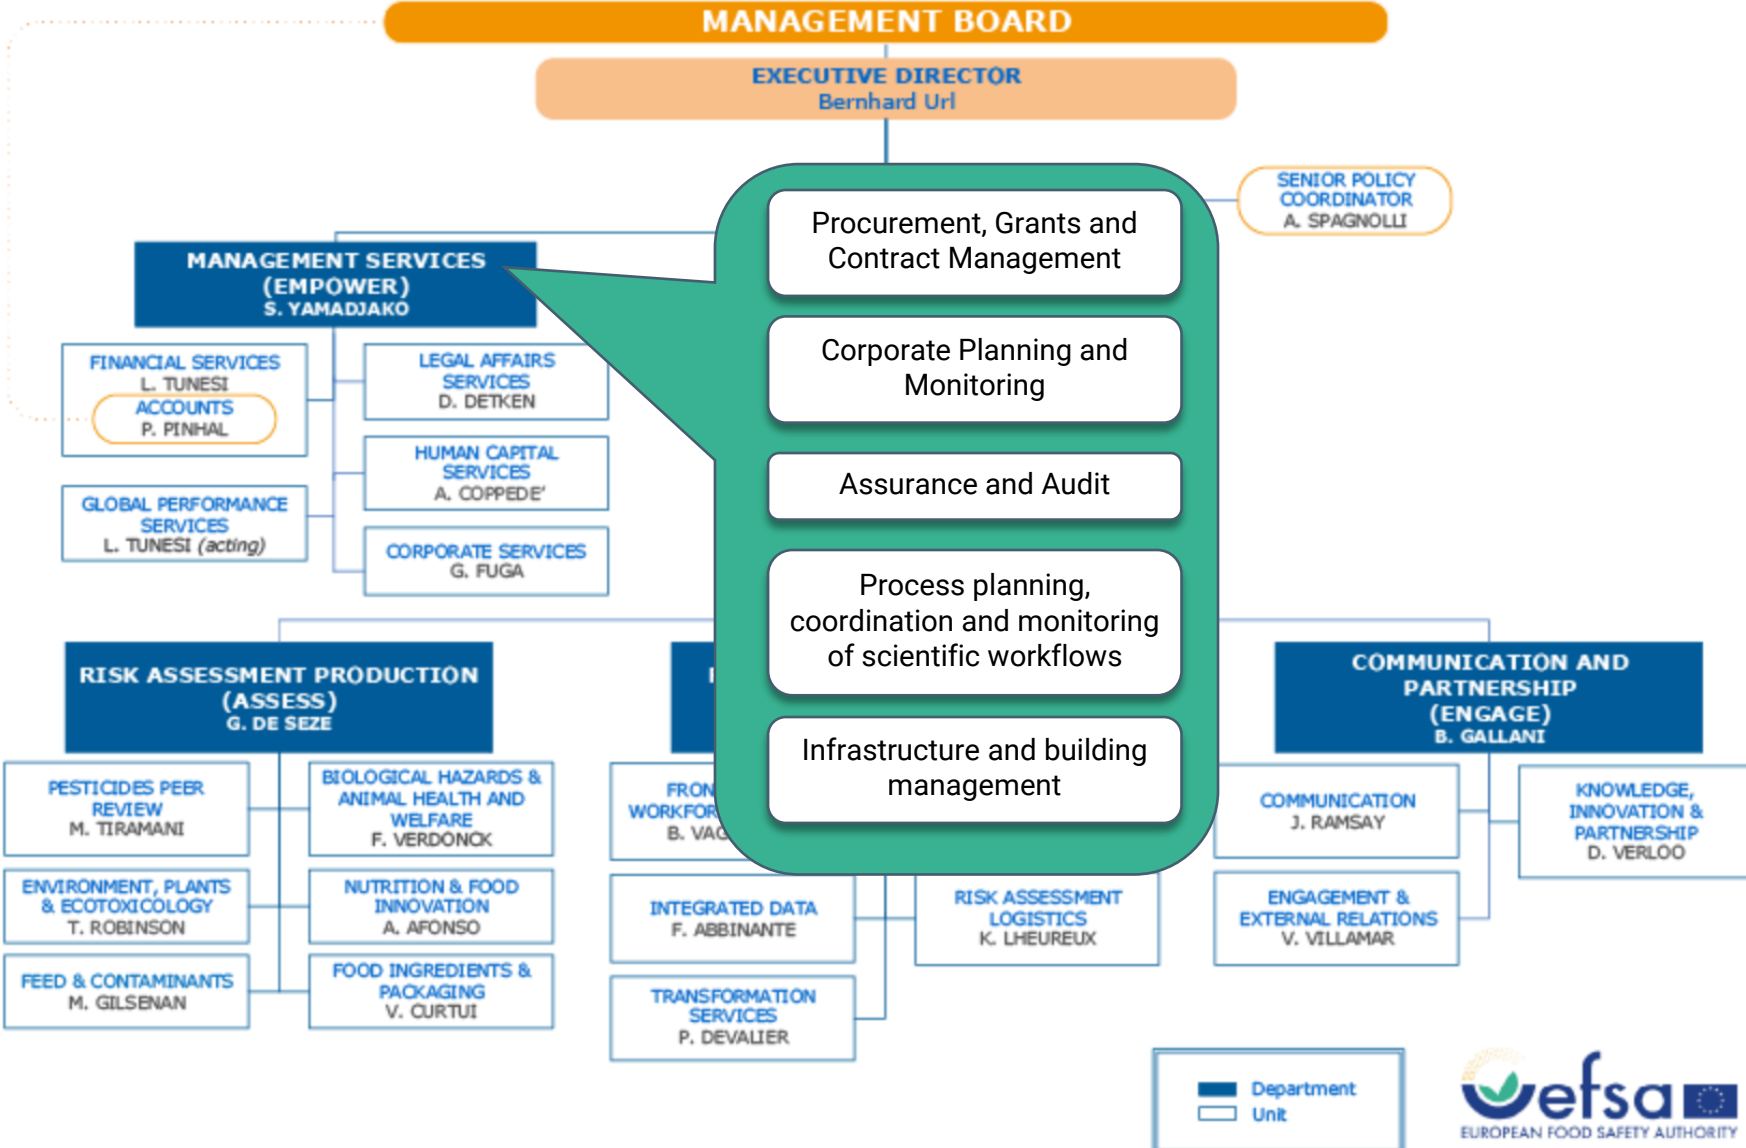 MANAGEMENT BOARD
EXECUTIVE DIRECTOR
Bernhard Url
SENIOR POLICY
COORDINATOR
A. SPAGNOLLI
MANAGEMENT SERVICES
(EMPOWER)
S. YAMADJAKO
FINANCIAL SERVICES
L. TUNESI
ACCOUNTS
P. PINHAL
LEGAL AFFAIRS
SERVICES
D. DETKEN
HUMAN CAPITAL
SERVICES
A. COPPEDE'
GLOBAL PERFORMANCE
SERVICES
L. TUNESI (acting)
CORPORATE SERVICES
G. FUGA
Procurement, Grants and
Contract Management
Corporate Planning and
Monitoring
Assurance and Audit
Process planning,
coordination and monitoring
of scientific workflows
Infrastructure and building
management
RISK ASSESSMENT PRODUCTION
(ASSESS)
G. DE SEZE
PESTICIDES PEER
REVIEW
M. TIRAMANI
BIOLOGICAL HAZARDS &
ANIMAL HEALTH AND
WELFARE
F. VERDONCK
ENVIRONMENT, PLANTS
& ECOTOXICOLOGY
T. ROBINSON
NUTRITION & FOOD
INNOVATION
A. AFONSO
FEED & CONTAMINANTS
M. GILSENAN
FOOD INGREDIENTS &
PACKAGING
V. CURTUI
B.
INTEGRATED DATA
F. ABBINANTE
RISK ASSESSMENT
LOGISTICS
K. LHEUREUX
TRANSFORMATION
SERVICES
P. DEVALIER
COMMUNICATION AND
PARTNERSHIP
(ENGAGE)
B. GALLANI
COMMUNICATION
J. RAMSAY
KNOWLEDGE,
INNOVATION &
PARTNERSHIP
D. VERLOO
ENGAGEMENT &
EXTERNAL RELATIONS
V. VILLAMAR
Department
Unit
efsa
EUROPEAN FOOD SAFETY AUTHORITY